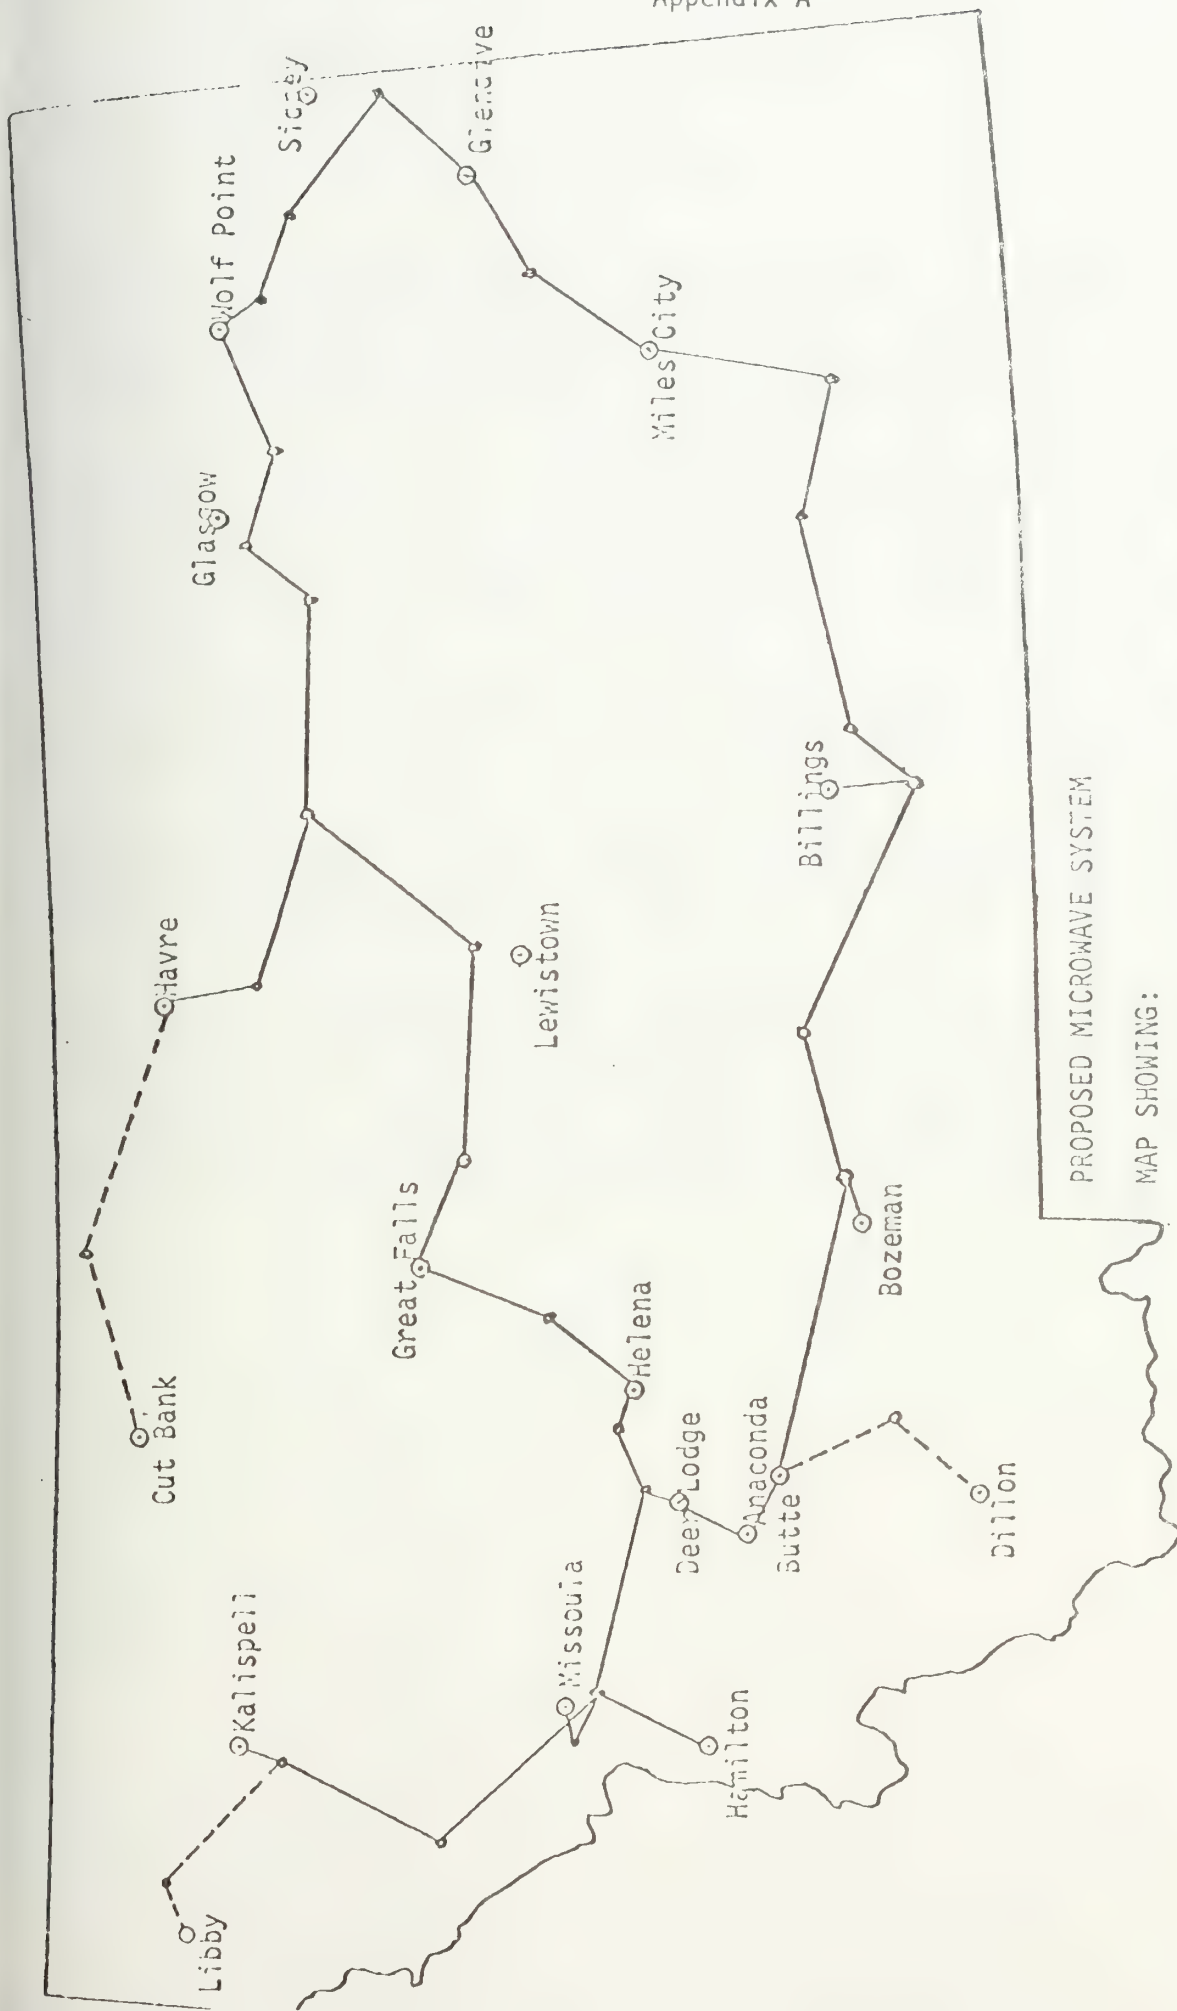 Appendix A
Sidney
Glendive
Wolf Point
Glasgow
Miles City
Havre
Billings
Lewistown
Great Falls
Cut Bank
Helena
Bozeman
Deer Lodge
Anaconda
Butte
Dillon
Kalispell
Missoula
Hamilton
Libby
PROPOSED MICROWAVE SYSTEM
MAP SHOWING: